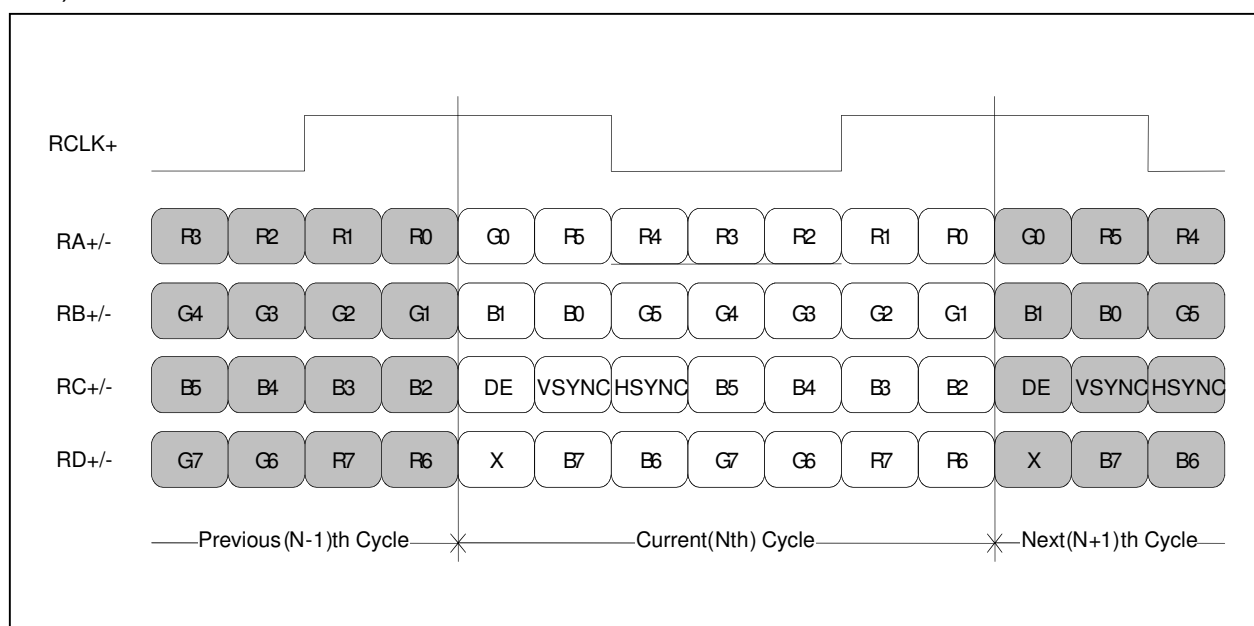 RCLK+
RA+/- R3 R2 R1 R0 G0 R5 R4 R3 R2 R1 R0 G0 R5 R4
RB+/- G4 G3 G2 G1 B1 B0 G5 G4 G3 G2 G1 B1 B0 G5
RC+/- B5 B4 B3 B2 DE VSYNC HSYNC B5 B4 B3 B2 DE VSYNC HSYNC
RD+/- G7 G6 R7 R6 X B7 B6 G7 G6 R7 R6 X B7 B6
Previous(N-1)th Cycle Current(Nth) Cycle Next(N+1)th Cycle